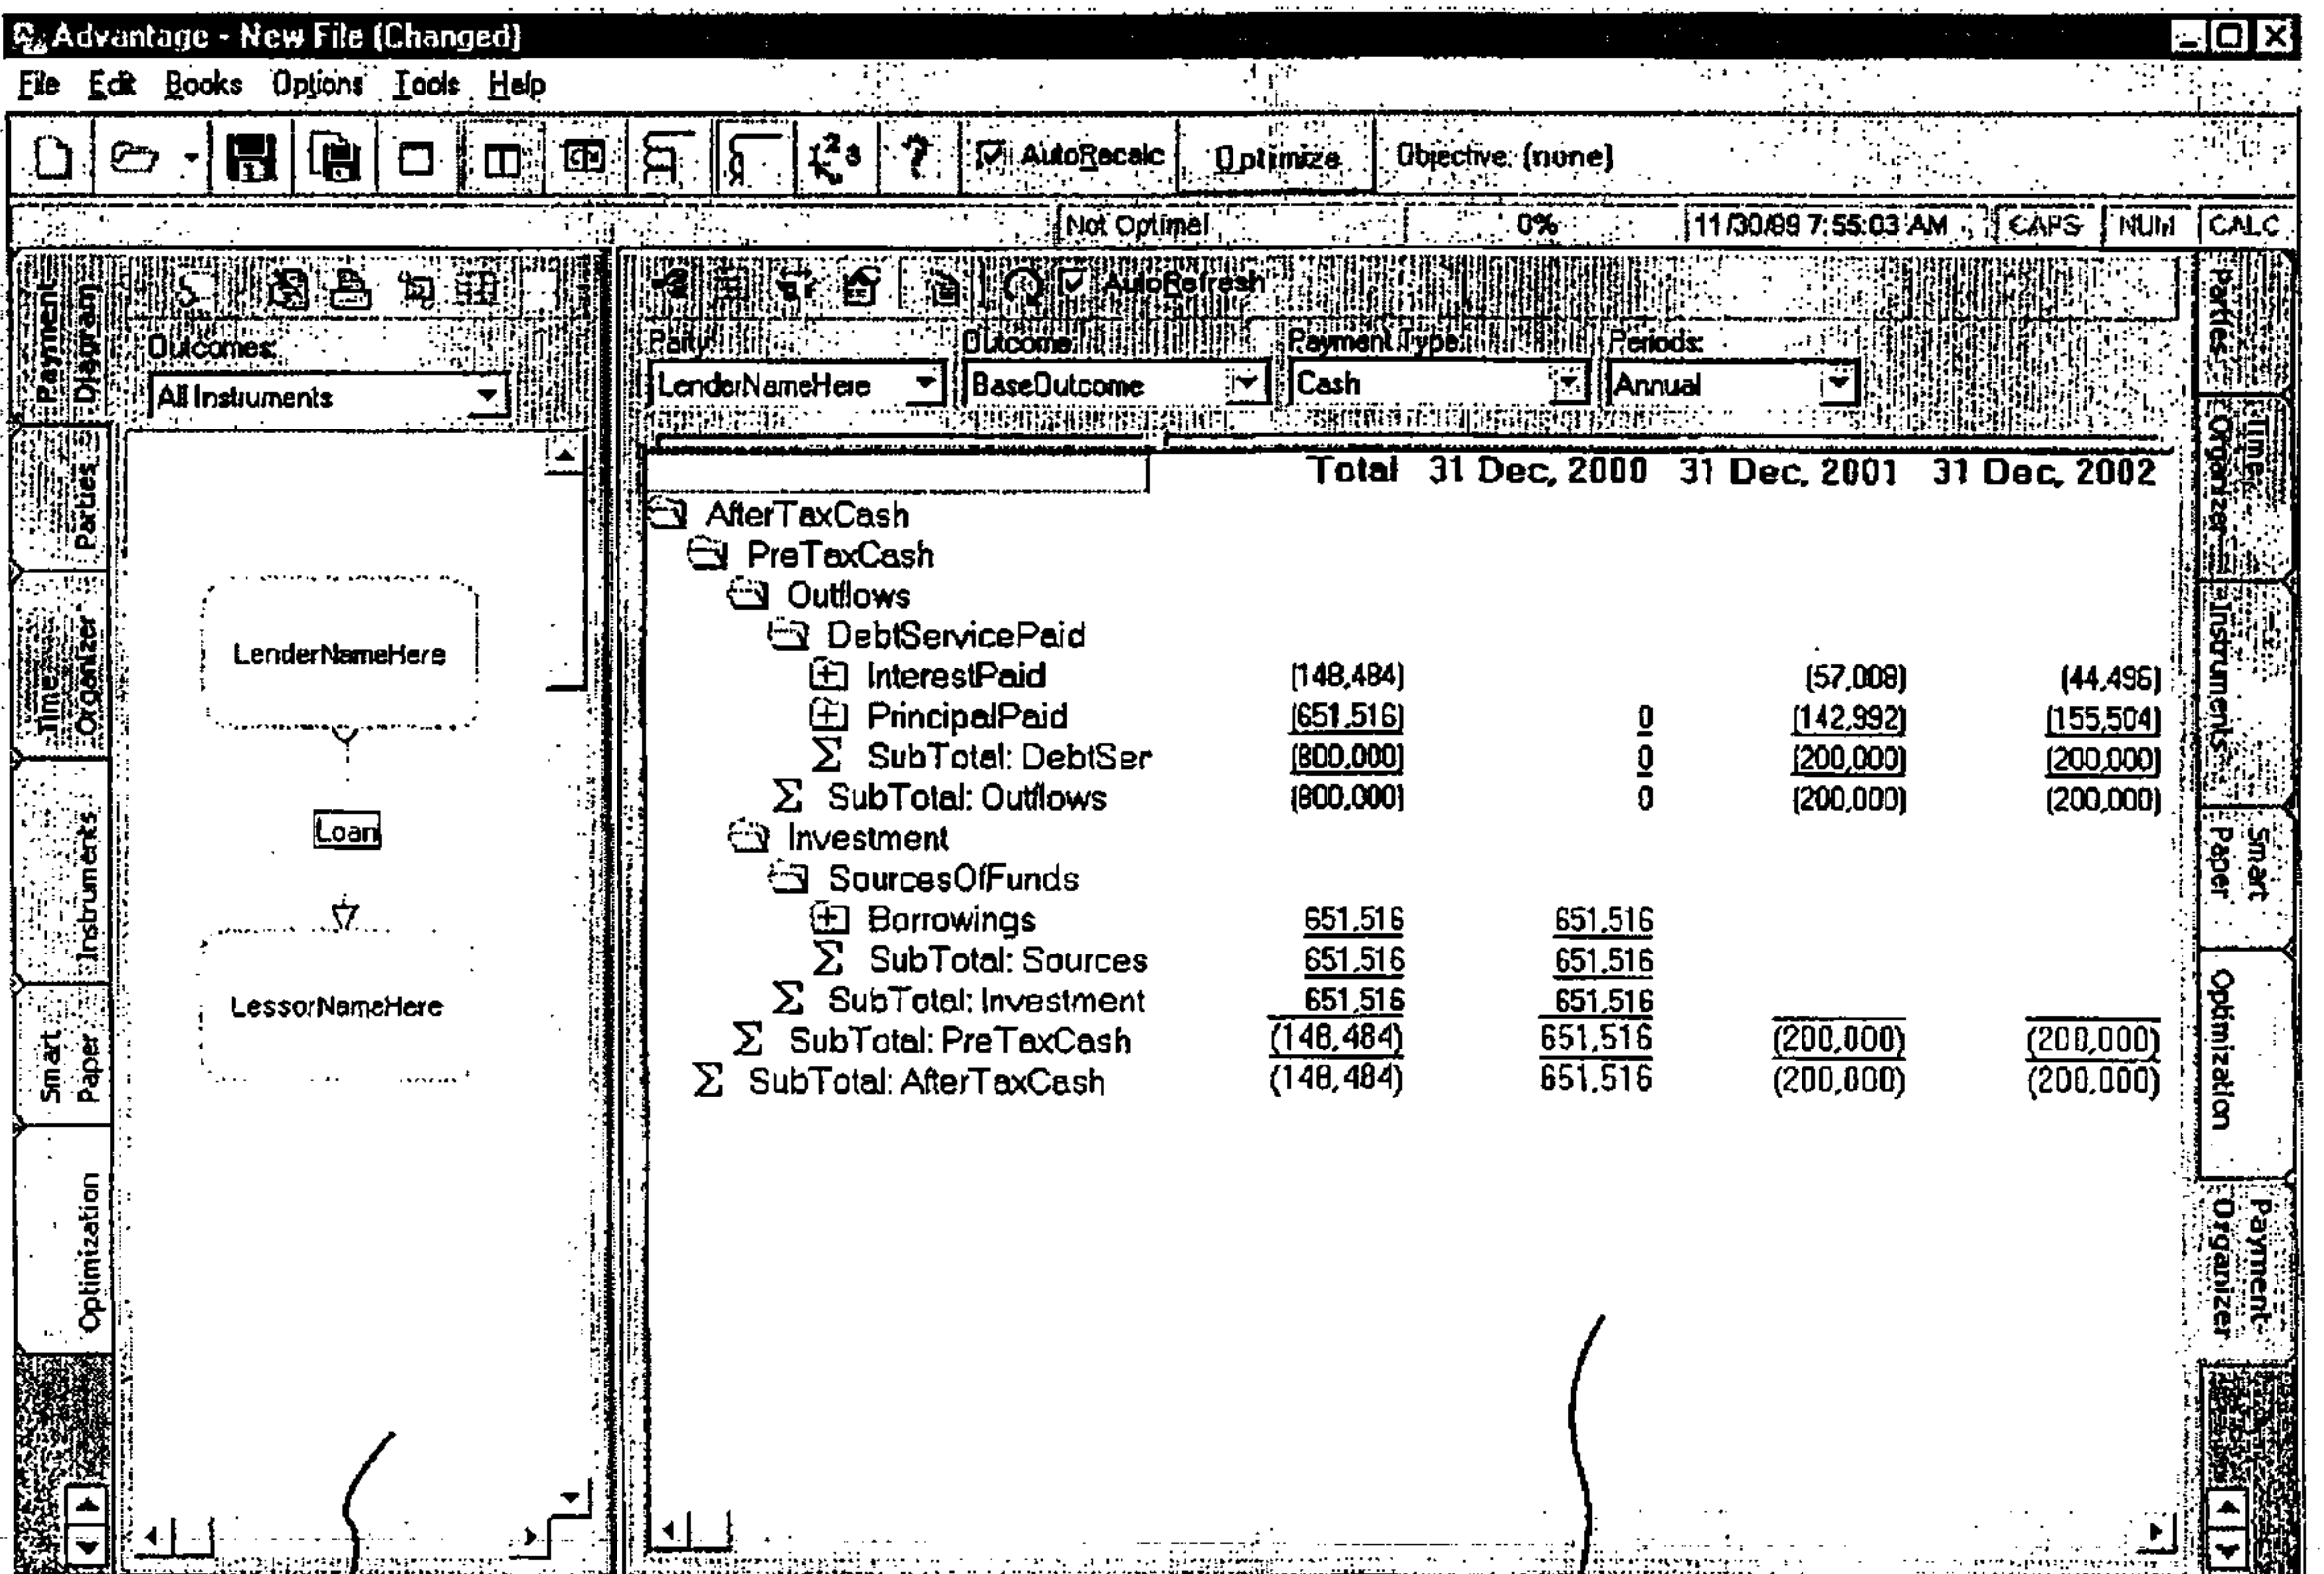 Advantage - New File (Changed)
File Edit Books Options Tools Help
AutoRecalc Optimize Objective: (none)
Not Optimal 0% 11/30/99 7:55:03 AM CAPS NUM CALC
Payment Diagram
Parties
Time Organizer
Instruments
Smart Paper
Optimization
Outcomes:
All Instruments
LenderNameHere
Loan
LessorNameHere
AutoRefresh
Party: Outcome: Payment Type: Periods:
LenderNameHere BaseOutcome Cash Annual
Total 31 Dec, 2000 31 Dec, 2001 31 Dec, 2002
AfterTaxCash
PreTaxCash
Outflows
DebtServicePaid
InterestPaid (148,484) (57,008) (44,496)
PrincipalPaid (651,516) 0 (142,992) (155,504)
Σ SubTotal: DebtSer (800,000) 0 (200,000) (200,000)
Σ SubTotal: Outflows (800,000) 0 (200,000) (200,000)
Investment
SourcesOfFunds
Borrowings 651,516 651,516
Σ SubTotal: Sources 651,516 651,516
Σ SubTotal: Investment 651,516 651,516
Σ SubTotal: PreTaxCash (148,484) 651,516 (200,000) (200,000)
Σ SubTotal: AfterTaxCash (148,484) 651,516 (200,000) (200,000)
Parties
Time Organizer
Instruments
Smart Paper
Optimization
Payment Organizer